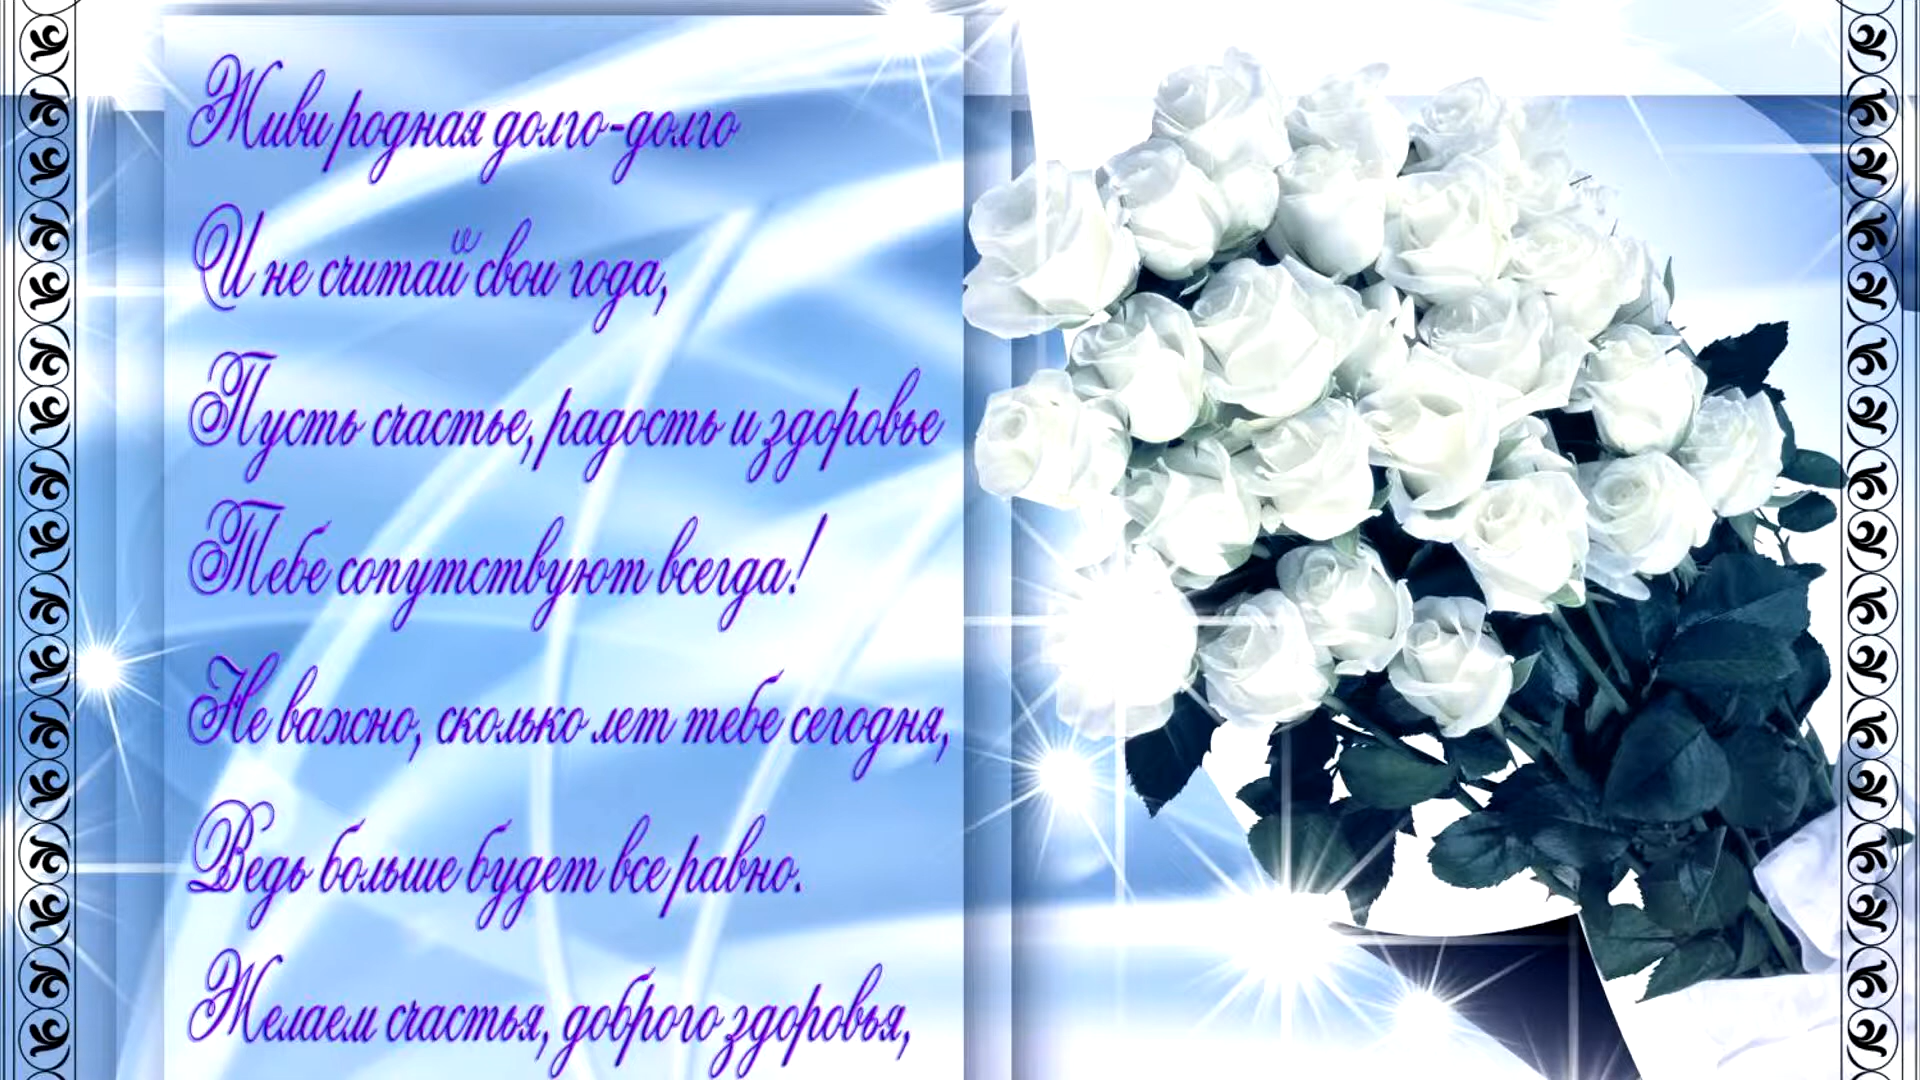 Живи родная долго-долго
И не считай свои года,
Пусть счастье, радость и здоровье
Тебе сопутствуют всегда!
Не важно, сколько лет тебе сегодня,
Ведь больше будет все равно.
Желаем счастья, доброго здоровья,